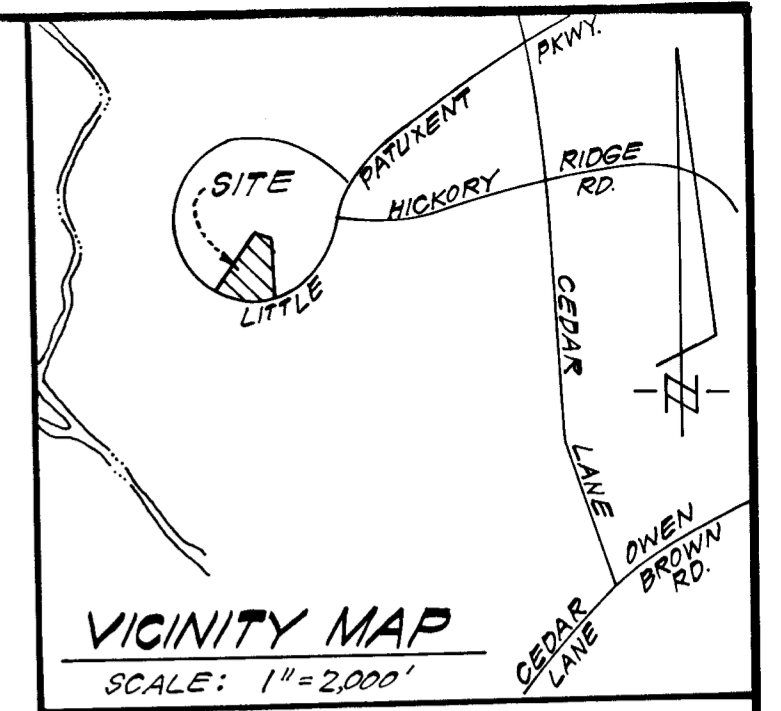 PKWY.
PATUXENT
RIDGE
RD.
HICKORY
SITE
LITTLE
CEDAR
LANE
N
OWEN
BROWN
RD.
CEDAR
LANE
VICINITY MAP
SCALE: 1"=2,000'